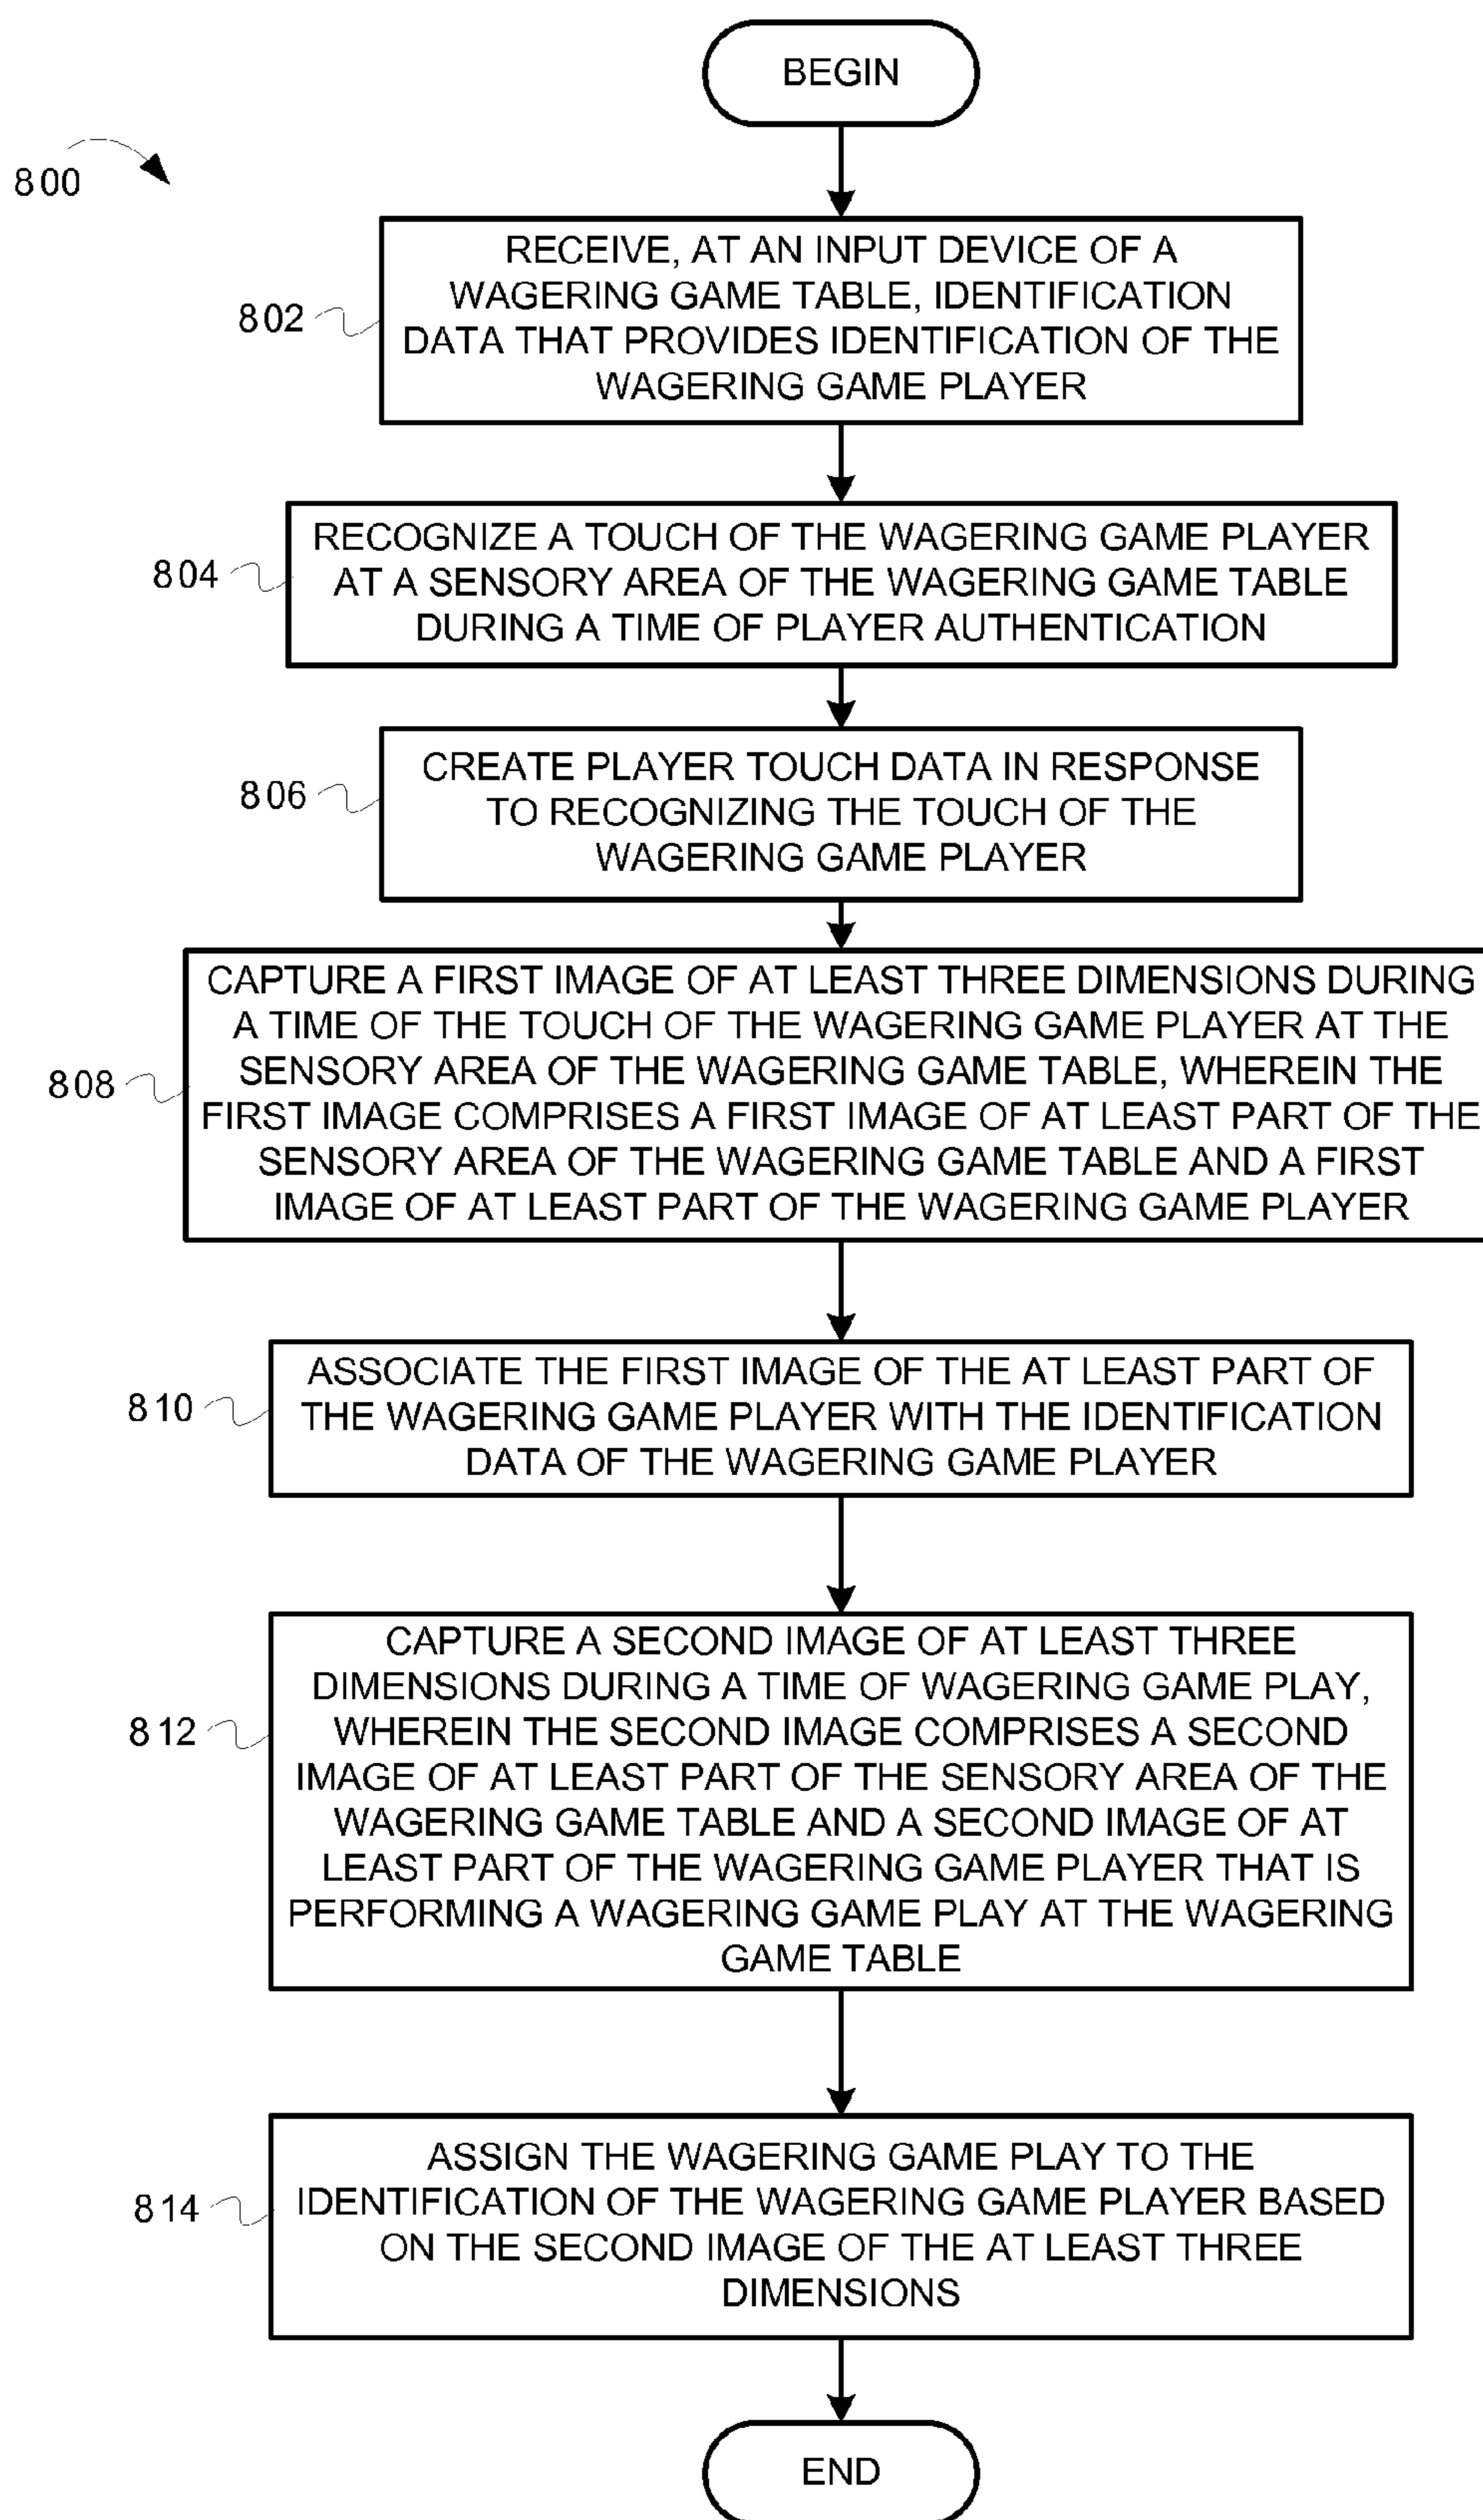 BEGIN
800
RECEIVE, AT AN INPUT DEVICE OF A
WAGERING GAME TABLE, IDENTIFICATION
DATA THAT PROVIDES IDENTIFICATION OF THE
WAGERING GAME PLAYER
802
RECOGNIZE A TOUCH OF THE WAGERING GAME PLAYER
AT A SENSORY AREA OF THE WAGERING GAME TABLE
DURING A TIME OF PLAYER AUTHENTICATION
804
CREATE PLAYER TOUCH DATA IN RESPONSE
TO RECOGNIZING THE TOUCH OF THE
WAGERING GAME PLAYER
806
CAPTURE A FIRST IMAGE OF AT LEAST THREE DIMENSIONS DURING
A TIME OF THE TOUCH OF THE WAGERING GAME PLAYER AT THE
SENSORY AREA OF THE WAGERING GAME TABLE, WHEREIN THE
FIRST IMAGE COMPRISES A FIRST IMAGE OF AT LEAST PART OF THE
SENSORY AREA OF THE WAGERING GAME TABLE AND A FIRST
IMAGE OF AT LEAST PART OF THE WAGERING GAME PLAYER
808
ASSOCIATE THE FIRST IMAGE OF THE AT LEAST PART OF
THE WAGERING GAME PLAYER WITH THE IDENTIFICATION
DATA OF THE WAGERING GAME PLAYER
810
CAPTURE A SECOND IMAGE OF AT LEAST THREE
DIMENSIONS DURING A TIME OF WAGERING GAME PLAY,
WHEREIN THE SECOND IMAGE COMPRISES A SECOND
IMAGE OF AT LEAST PART OF THE SENSORY AREA OF THE
WAGERING GAME TABLE AND A SECOND IMAGE OF AT
LEAST PART OF THE WAGERING GAME PLAYER THAT IS
PERFORMING A WAGERING GAME PLAY AT THE WAGERING
GAME TABLE
812
ASSIGN THE WAGERING GAME PLAY TO THE
IDENTIFICATION OF THE WAGERING GAME PLAYER BASED
ON THE SECOND IMAGE OF THE AT LEAST THREE
DIMENSIONS
814
END